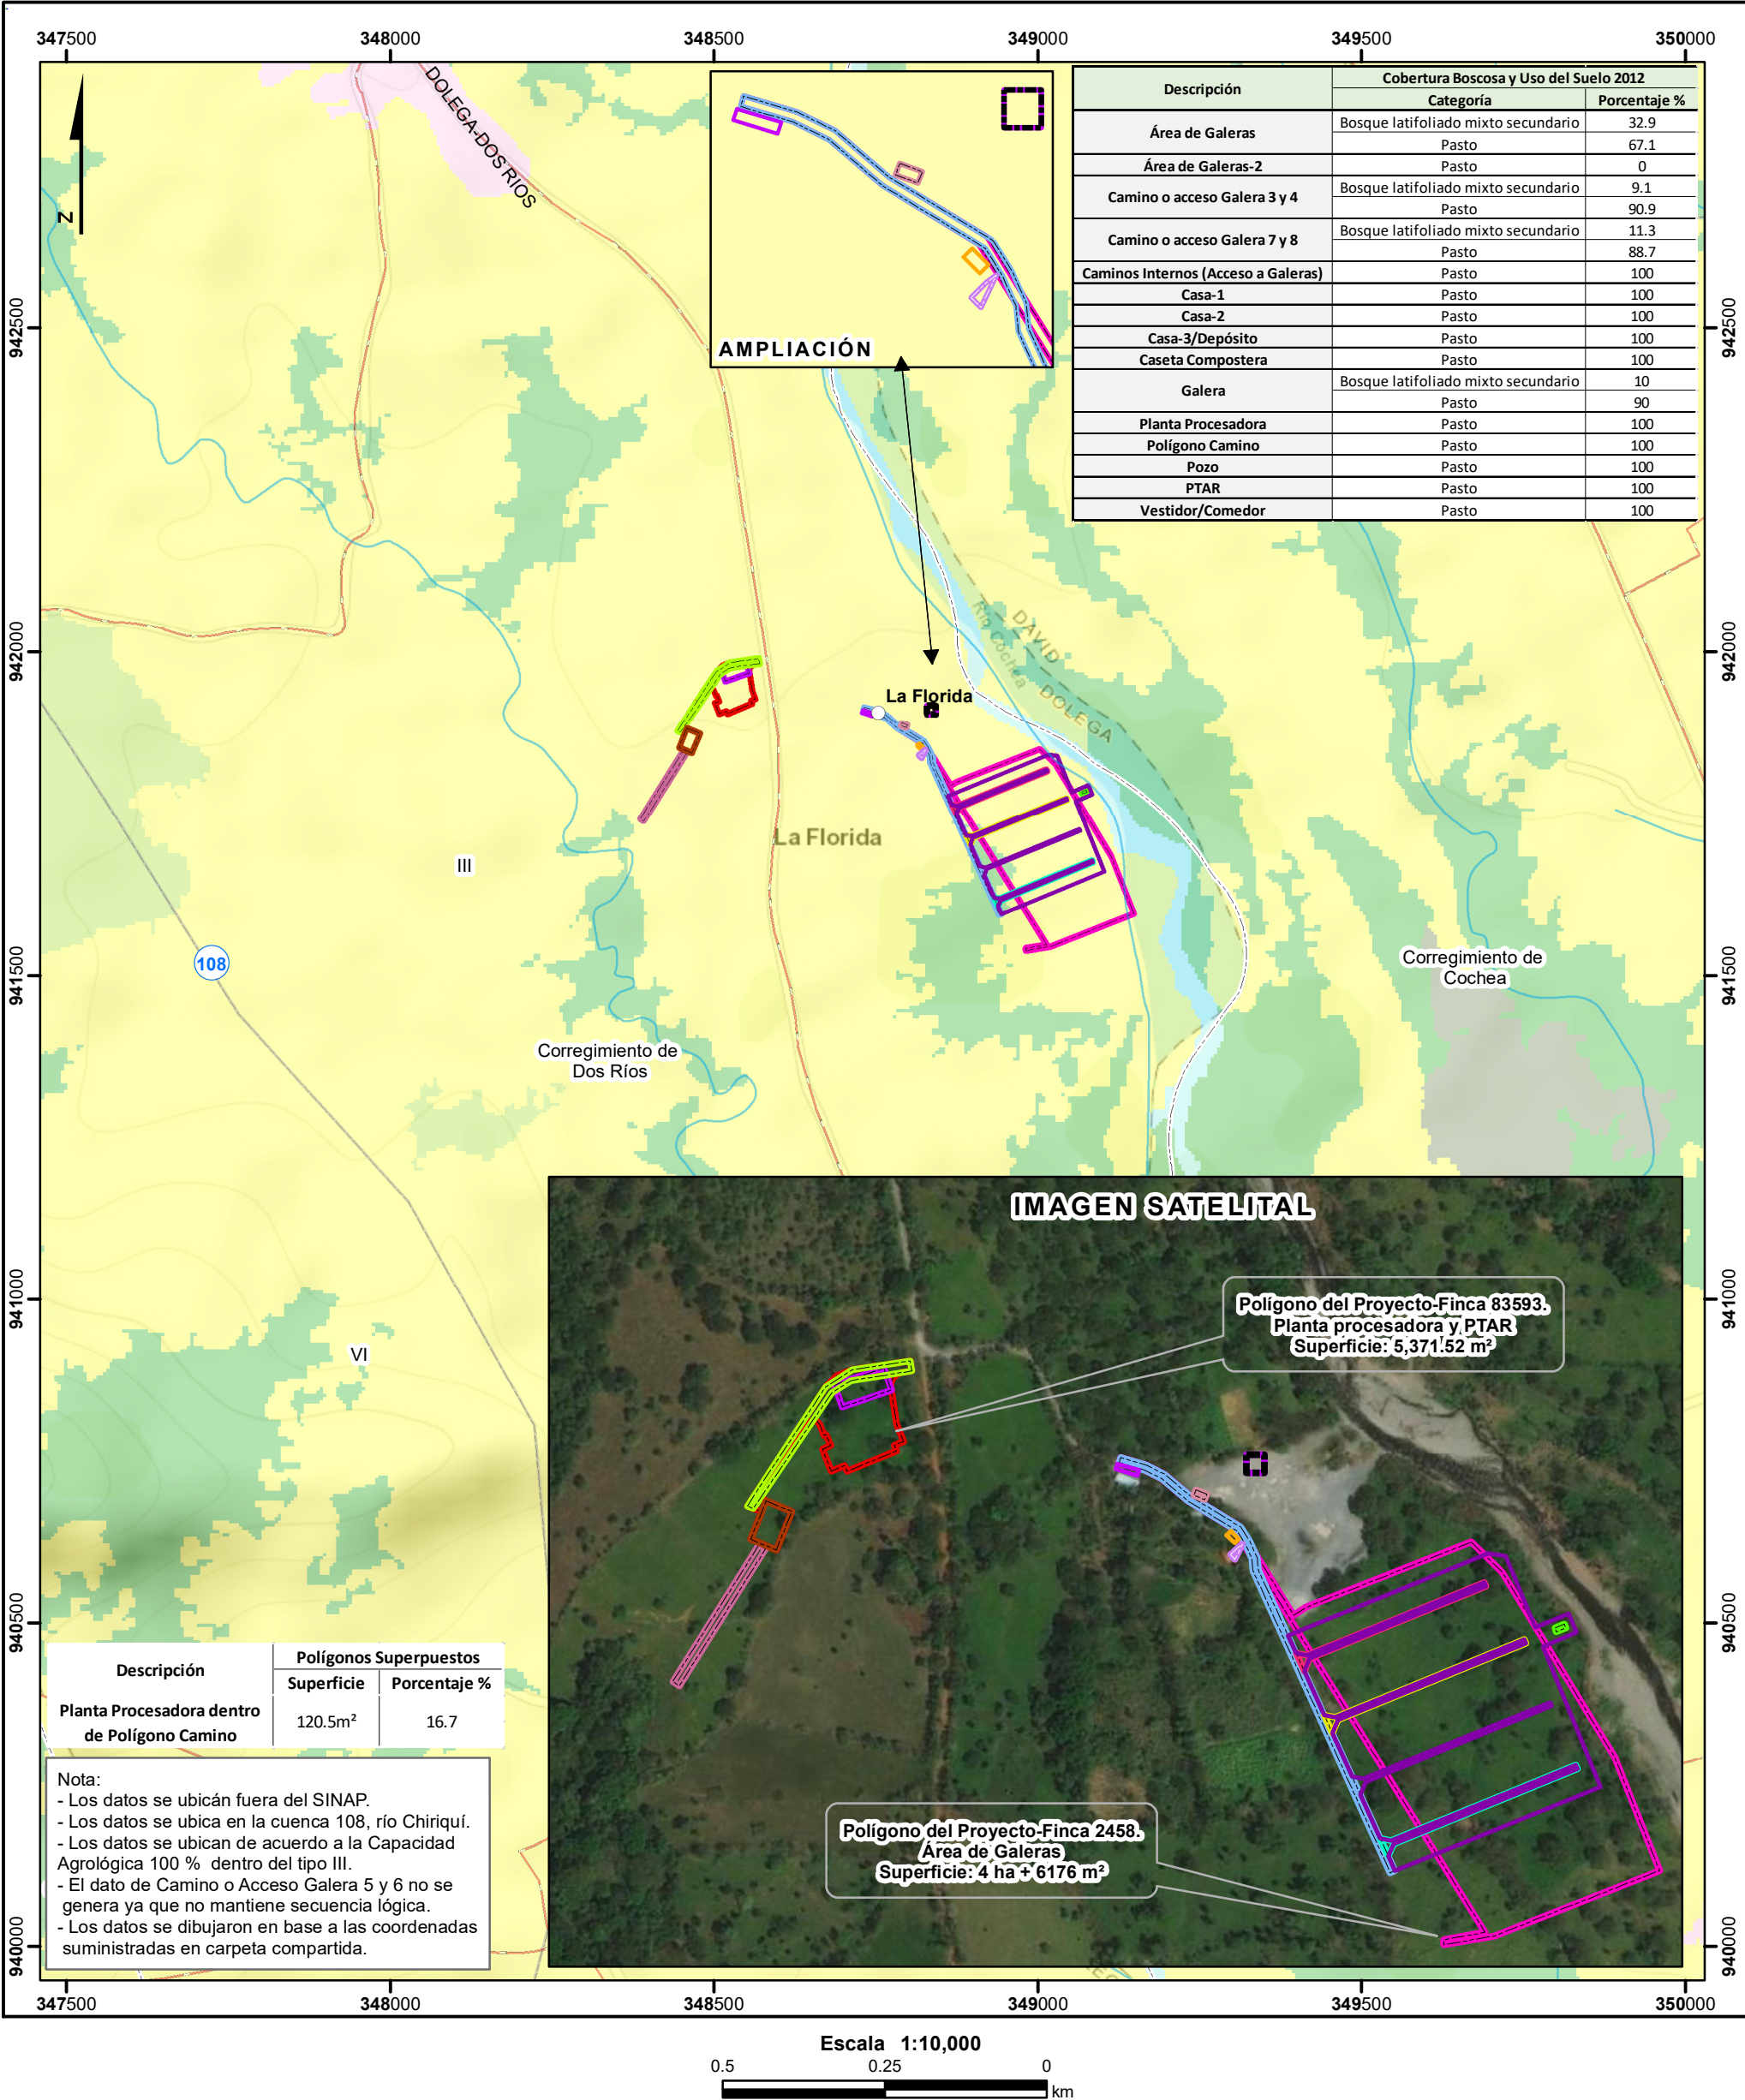 347500 348000 348500 349000 349500 350000
942500
942000
941500
941000
940500
940000
942500
942000
941500
941000
940500
940000
N
DOLEGA-DOS RIOS
AMPLIACIÓN
Descripción Cobertura Boscosa y Uso del Suelo 2012
Categoría Porcentaje %
Área de Galeras Bosque latifoliado mixto secundario 32.9
Pasto 67.1
Área de Galeras-2 Pasto 0
Camino o acceso Galera 3 y 4 Bosque latifoliado mixto secundario 9.1
Pasto 90.9
Camino o acceso Galera 7 y 8 Bosque latifoliado mixto secundario 11.3
Pasto 88.7
Caminos Internos (Acceso a Galeras) Pasto 100
Casa-1 Pasto 100
Casa-2 Pasto 100
Casa-3/Depósito Pasto 100
Caseta Compostera Pasto 100
Galera Bosque latifoliado mixto secundario 10
Pasto 90
Planta Procesadora Pasto 100
Polígono Camino Pasto 100
Pozo Pasto 100
PTAR Pasto 100
Vestidor/Comedor Pasto 100
DAVID
Río Cochea
DOLEGA
La Florida
La Florida
III
108
Corregimiento de
Cochea
Corregimiento de
Dos Ríos
VI
IMAGEN SATELITAL
Polígono del Proyecto-Finca 83593.
Planta procesadora y PTAR
Superficie: 5,371.52 m²
Polígono del Proyecto-Finca 2458.
Área de Galeras
Superficie: 4 ha + 6176 m²
Descripción Polígonos Superpuestos
Superficie Porcentaje %
Planta Procesadora dentro
de Polígono Camino 120.5m² 16.7
Nota:
- Los datos se ubicán fuera del SINAP.
- Los datos se ubica en la cuenca 108, río Chiriquí.
- Los datos se ubican de acuerdo a la Capacidad
Agrológica 100 % dentro del tipo III.
- El dato de Camino o Acceso Galera 5 y 6 no se
genera ya que no mantiene secuencia lógica.
- Los datos se dibujaron en base a las coordenadas
suministradas en carpeta compartida.
347500 348000 348500 349000 349500 350000
Escala 1:10,000
0.5 0.25 0
km